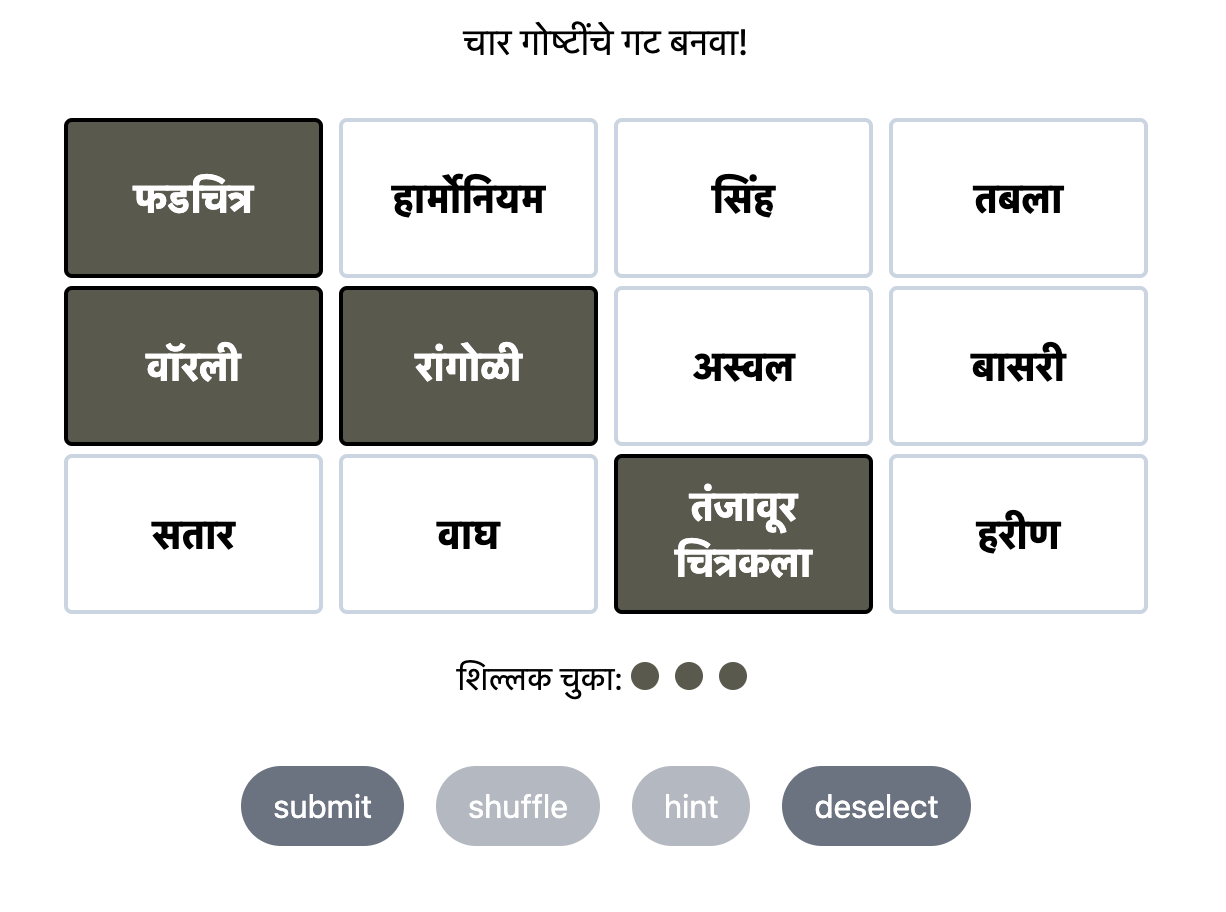 चार गोष्टींचे गट बनवा!
फडचित्र
हार्मोनियम
सिंह
तबला
वॉरली
रांगोळी
अस्वल
बासरी
सतार
वाघ
तंजावूर
चित्रकला
हरीण
शिल्लक चुका:
submit
shuffle
hint
deselect